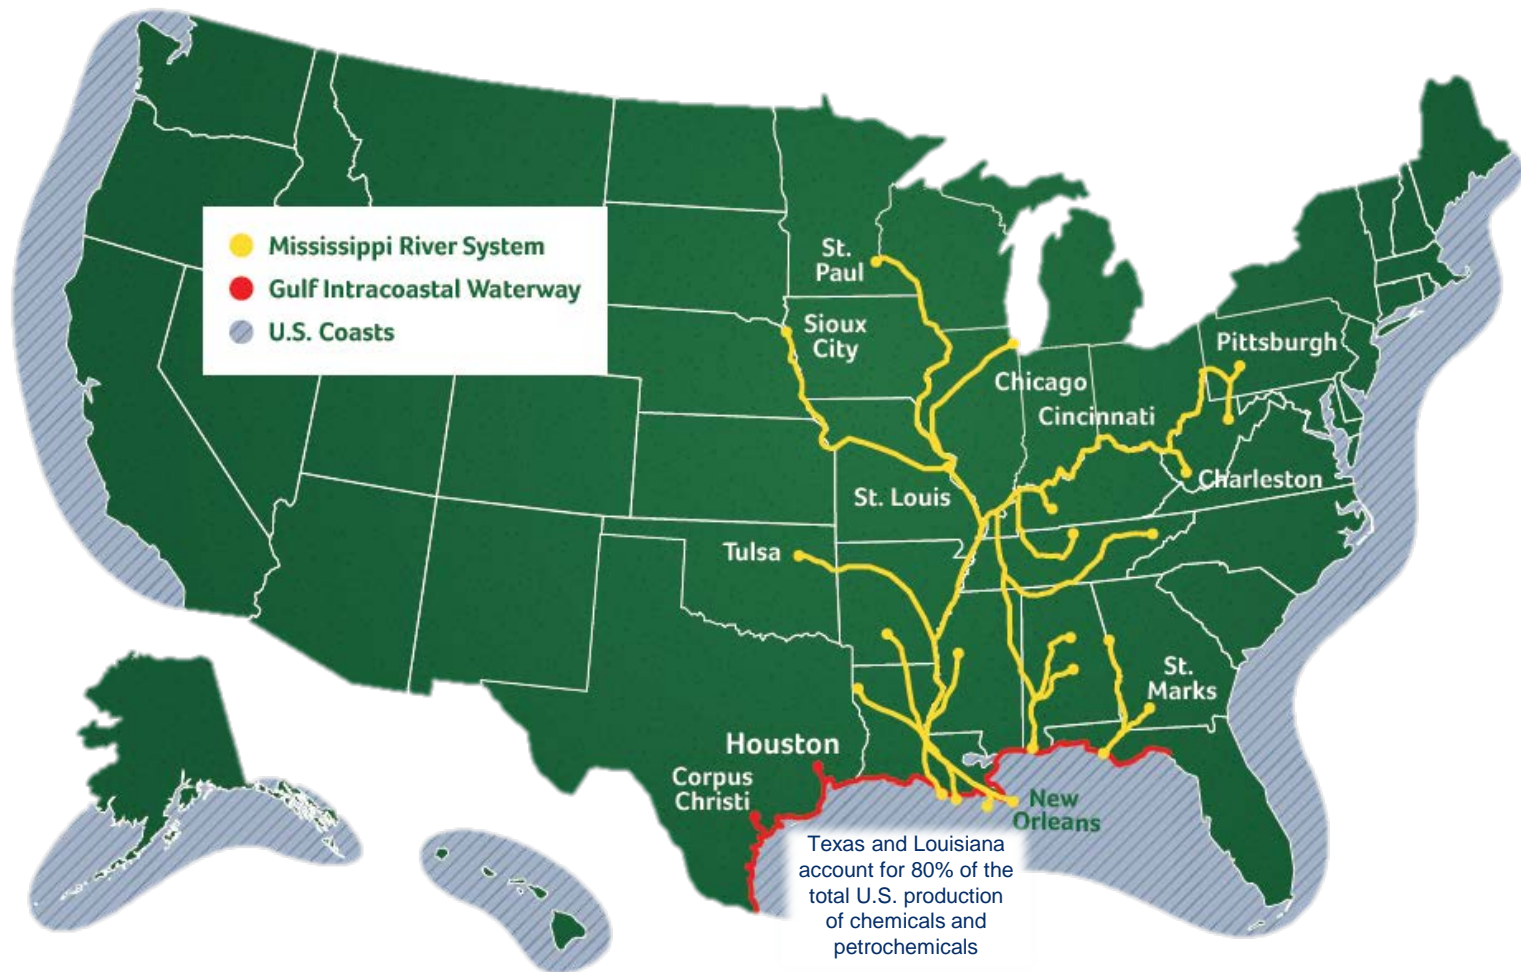 Mississippi River System
Gulf Intracoastal Waterway
U.S. Coasts
St.
Paul
Sioux
City
Pittsburgh
Chicago
Cincinnati
Charleston
St. Louis
Tulsa
St.
Marks
Houston
Corpus
Christi
New
Orleans
Texas and Louisiana
account for 80% of the
total U.S. production
of chemicals and
petrochemicals